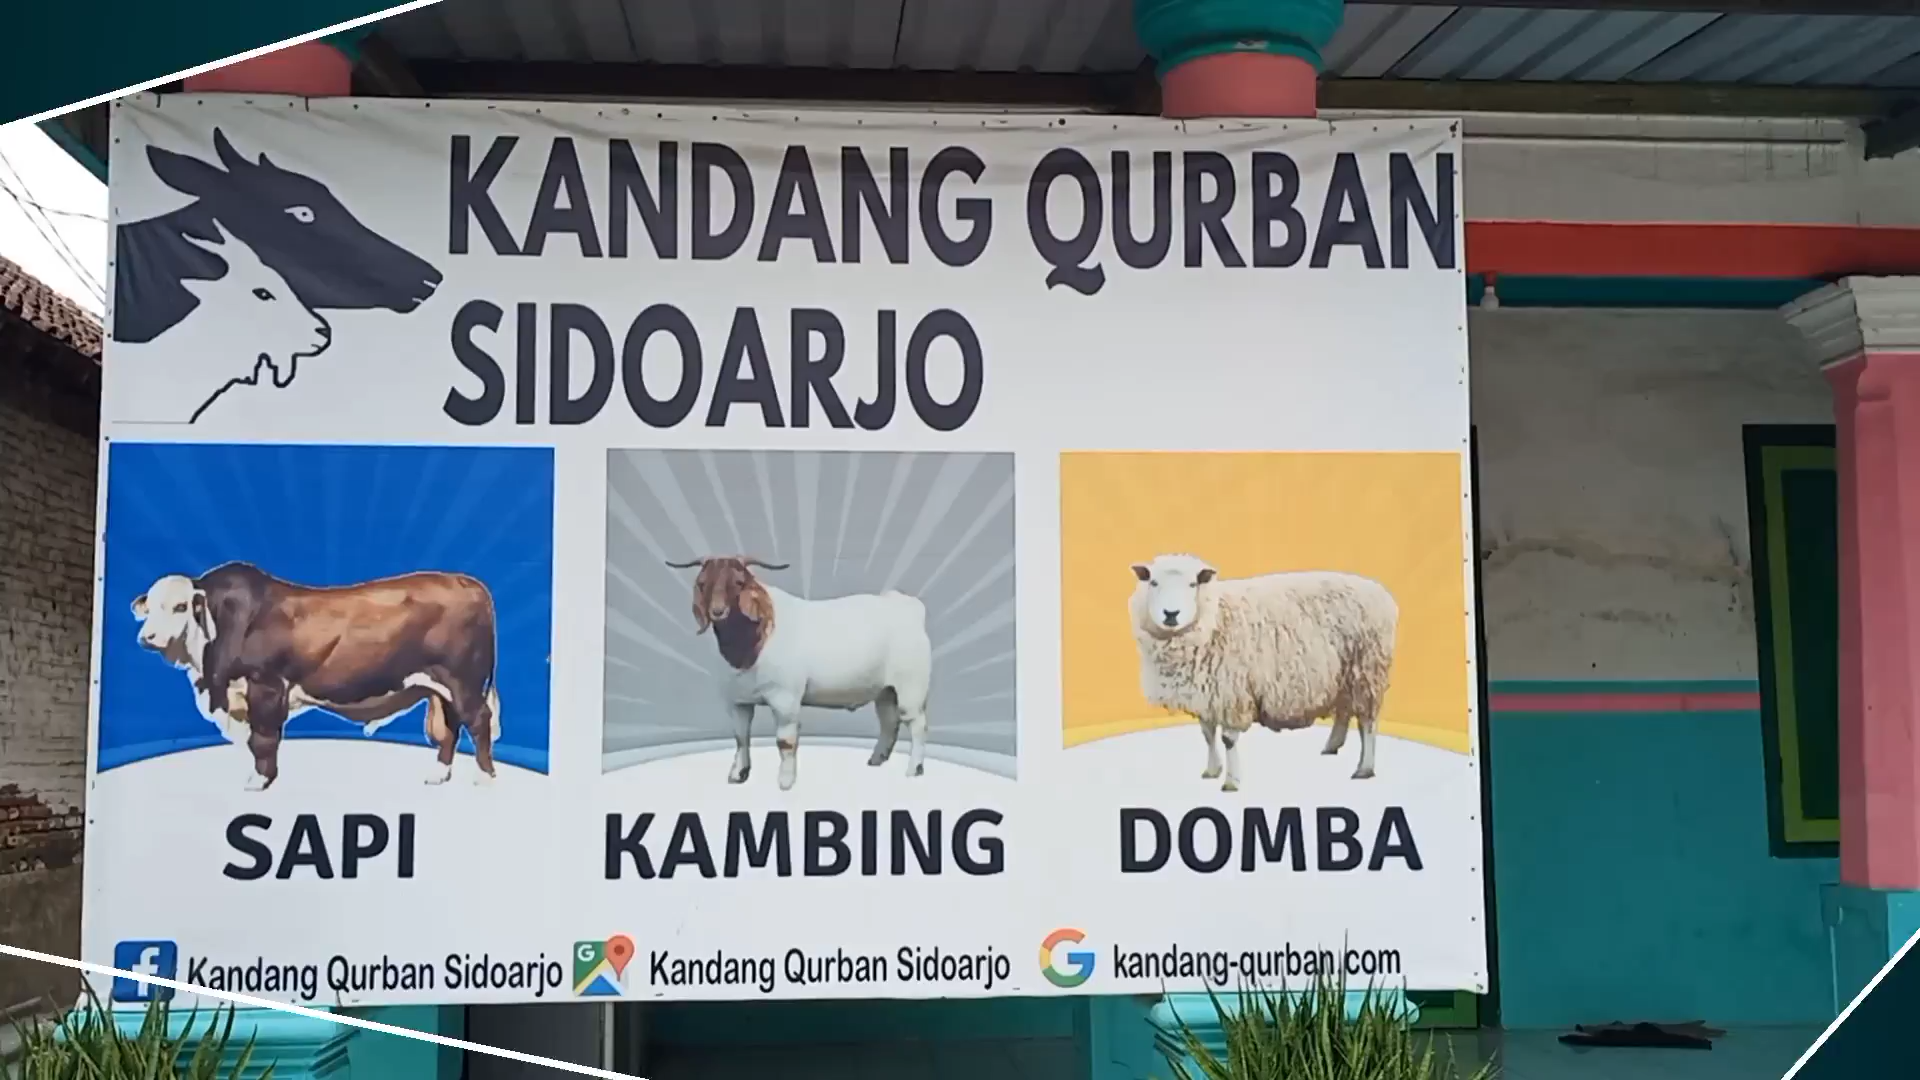 KANDANG QURBAN
SIDOARJO
SAPI
KAMBING
DOMBA
Kandang Qurban Sidoarjo
Kandang Qurban Sidoarjo
kandang-qurban.com